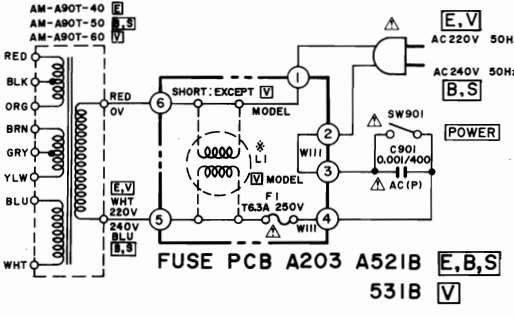 AM-A90T-40 E
AM-A90T-50 B,S
AM-A90T-60 V
E,V
AC220V 50Hz
AC240V 50Hz
B,S
RED
BLK
ORG
BRN
GRY
YLW
BLU
WHT
RED
0V
6
SHORT: EXCEPT V
MODEL
1
SW901
POWER
2
W111
3
C901
0.001/400
AC(P)
※
L1
V MODEL
E,V
WHT
220V
240V
BLU
B,S
5
F1
T6.3A 250V
W111
4
FUSE PCB A203 A521B E,B,S
531B V